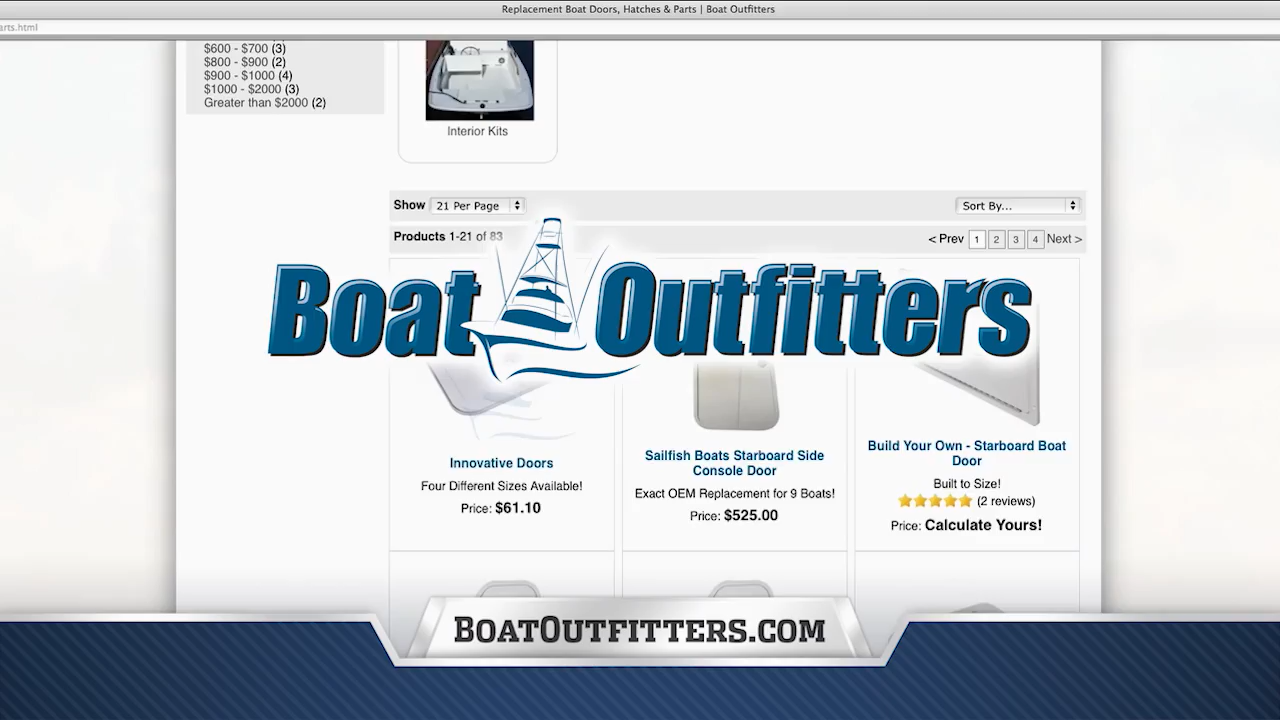 Replacement Boat Doors, Hatches & Parts | Boat Outfitters
arts.html
$600 - $700 (3)
$800 - $900 (2)
$900 - $1000 (4)
$1000 - $2000 (3)
Greater than $2000 (2)
Interior Kits
Show 21 Per Page Sort By...
Products 1-21 of 83 < Prev 1 2 3 4 Next >
Boat Outfitters
Innovative Doors
Four Different Sizes Available!
Price: $61.10
Sailfish Boats Starboard Side
Console Door
Exact OEM Replacement for 9 Boats!
Price: $525.00
Build Your Own - Starboard Boat
Door
Built to Size!
(2 reviews)
Price: Calculate Yours!
BOATOUTFITTERS.COM